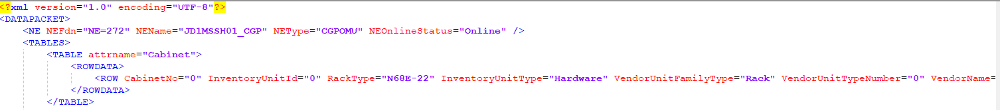 <?xml version="1.0" encoding="UTF-8"?>
<DATAPACKET>
<NE NEFdn="NE=272" NEName="JD1MSSH01_CGP" NEType="CGPOMU" NEOnlineStatus="Online" />
<TABLES>
<TABLE attrname="Cabinet">
<ROWDATA>
<ROW CabinetNo="0" InventoryUnitId="0" RackType="N68E-22" InventoryUnitType="Hardware" VendorUnitFamilyType="Rack" VendorUnitTypeNumber="0" VendorName=
</ROWDATA>
</TABLE>